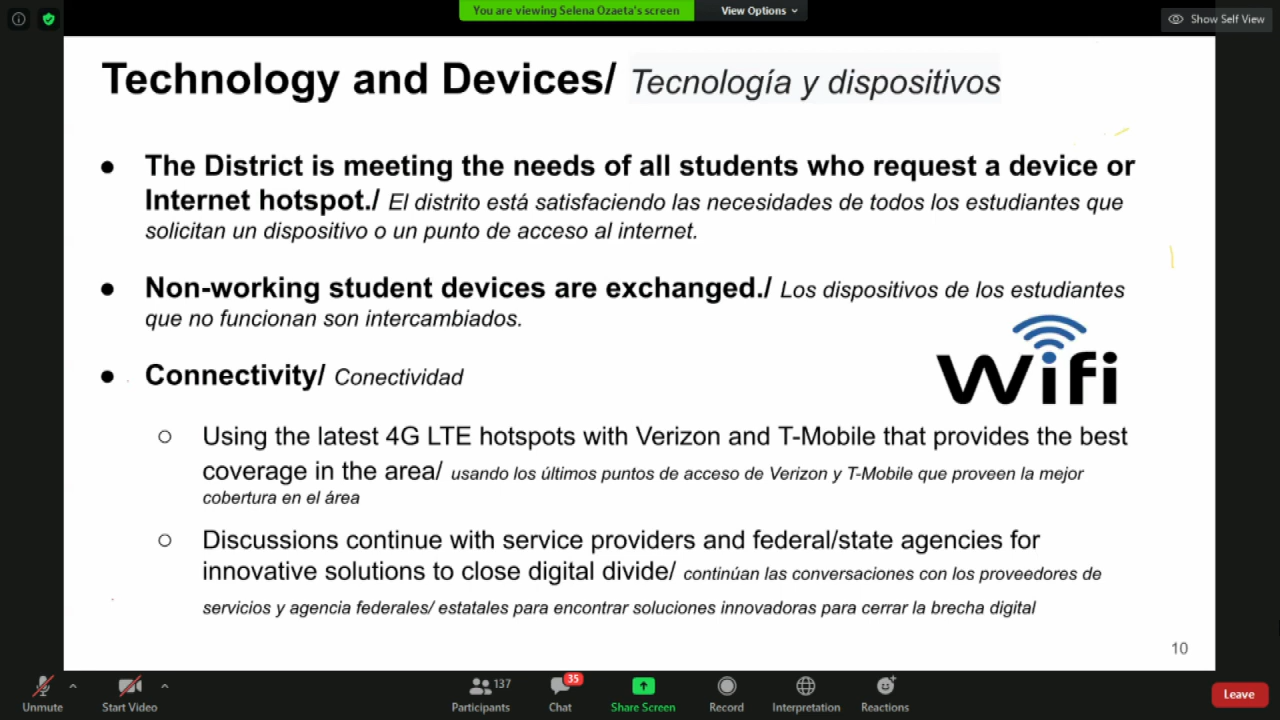 You are viewing Selena Ozaeta's screen
View Options
Show Self View
Technology and Devices/ Tecnología y dispositivos
● The District is meeting the needs of all students who request a device or
Internet hotspot./ El distrito está satisfaciendo las necesidades de todos los estudiantes que
solicitan un dispositivo o un punto de acceso al internet.
● Non-working student devices are exchanged./ Los dispositivos de los estudiantes
que no funcionan son intercambiados.
Wifi
● Connectivity/ Conectividad
○ Using the latest 4G LTE hotspots with Verizon and T-Mobile that provides the best
coverage in the area/ usando los últimos puntos de acceso de Verizon y T-Mobile que proveen la mejor
cobertura en el área
○ Discussions continue with service providers and federal/state agencies for
innovative solutions to close digital divide/ continúan las conversaciones con los proveedores de
servicios y agencia federales/ estatales para encontrar soluciones innovadoras para cerrar la brecha digital
10
Unmute
Start Video
137
Participants
35
Chat
Share Screen
Record
Interpretation
Reactions
Leave